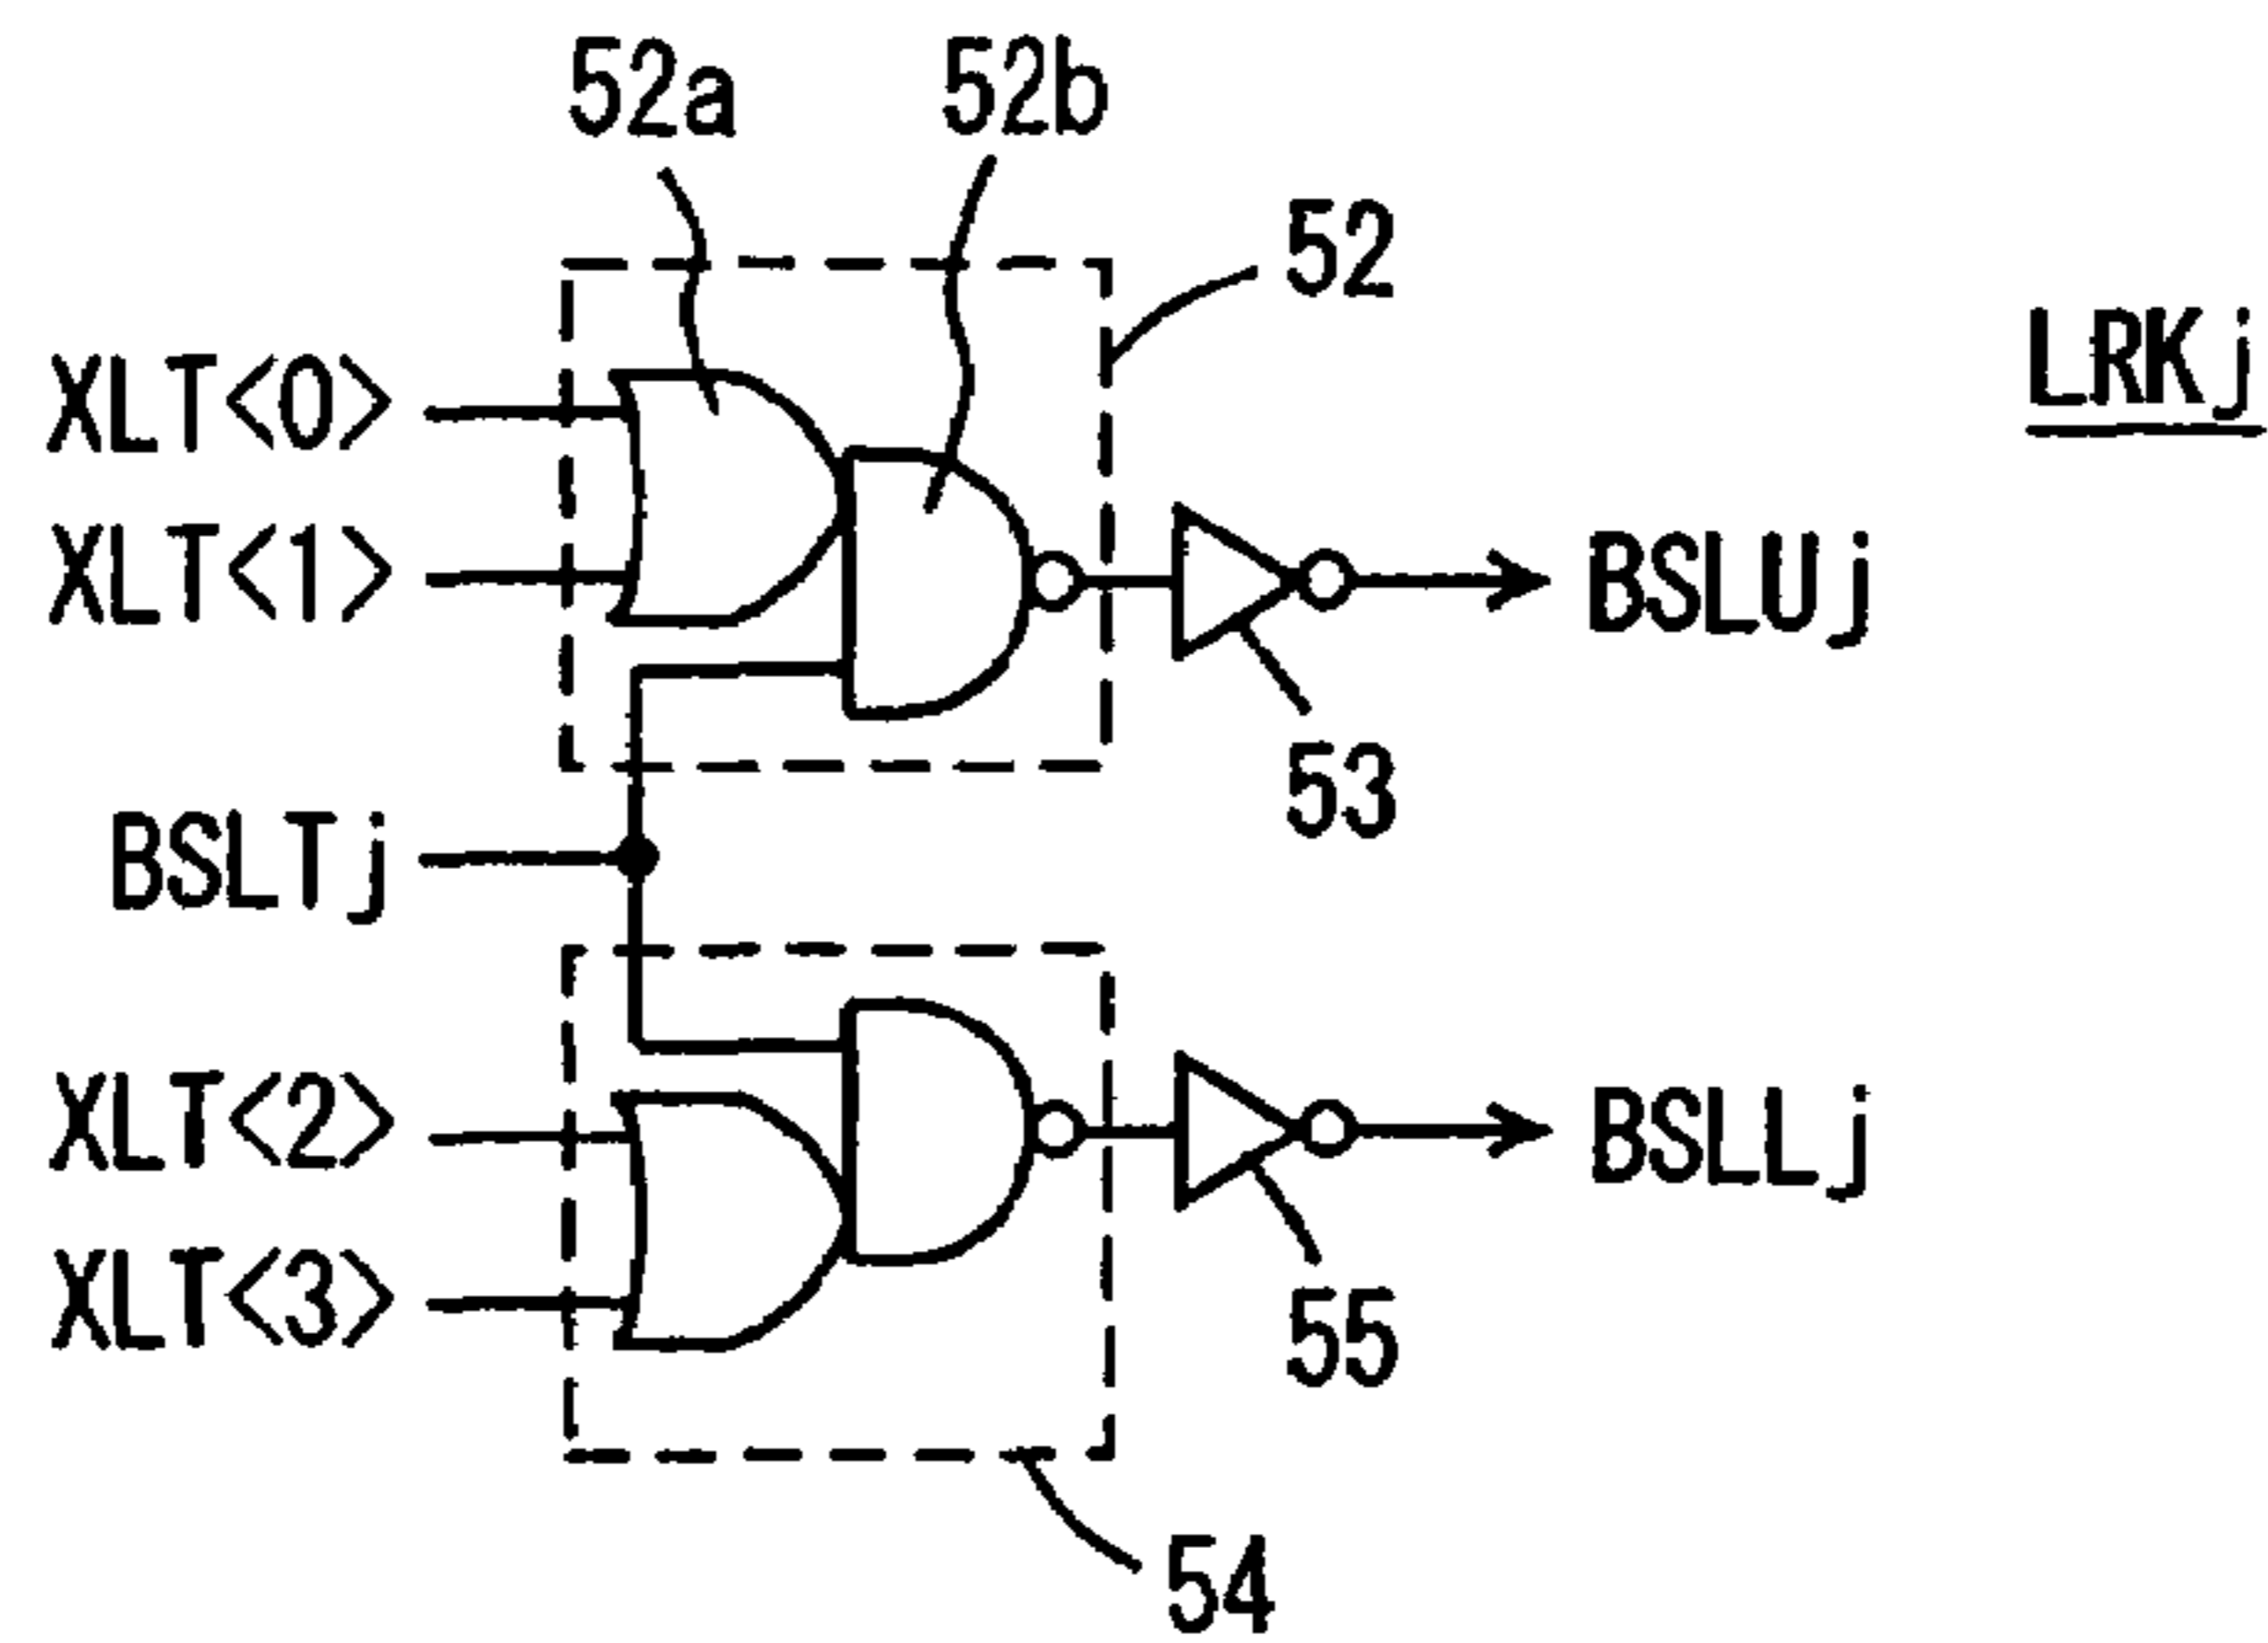 52a
52b
52
LRKj
XLT<0>
XLT<1>
BSLUj
53
BSLTj
XLT<2>
BSLLj
XLT<3>
55
54